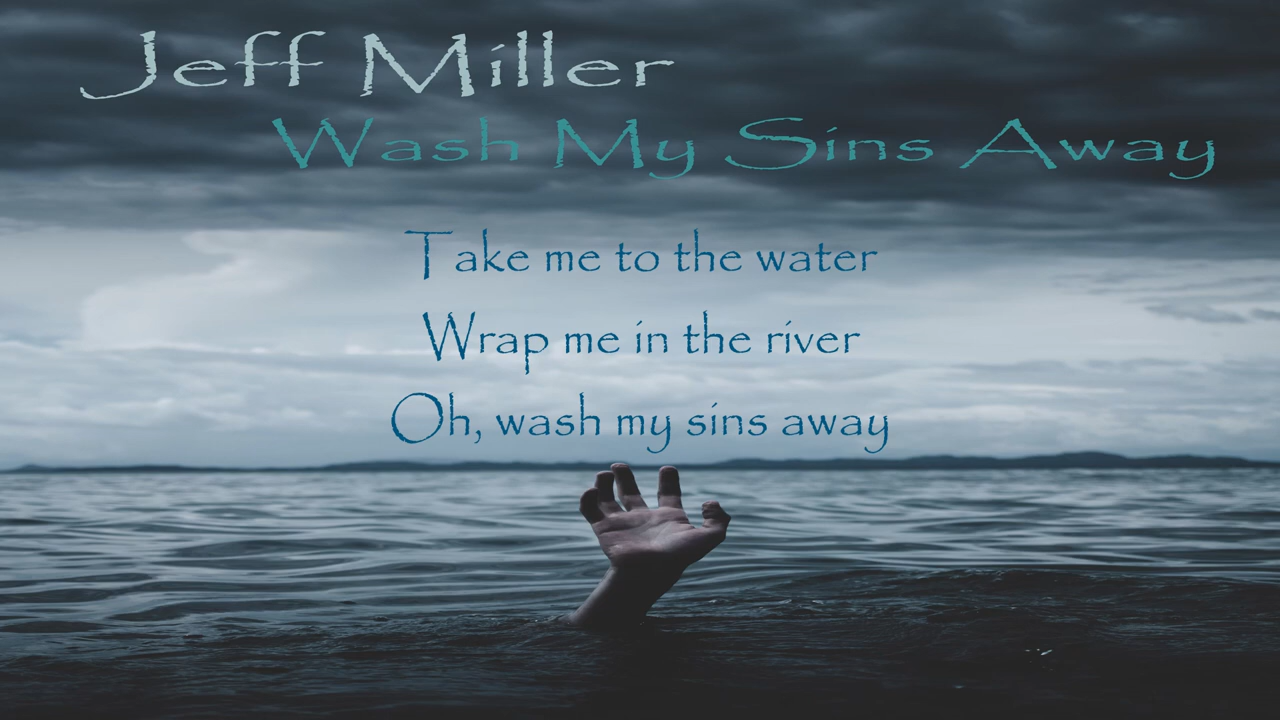 Jeff Miller
Wash My Sins Away
Take me to the water
Wrap me in the river
Oh, wash my sins away